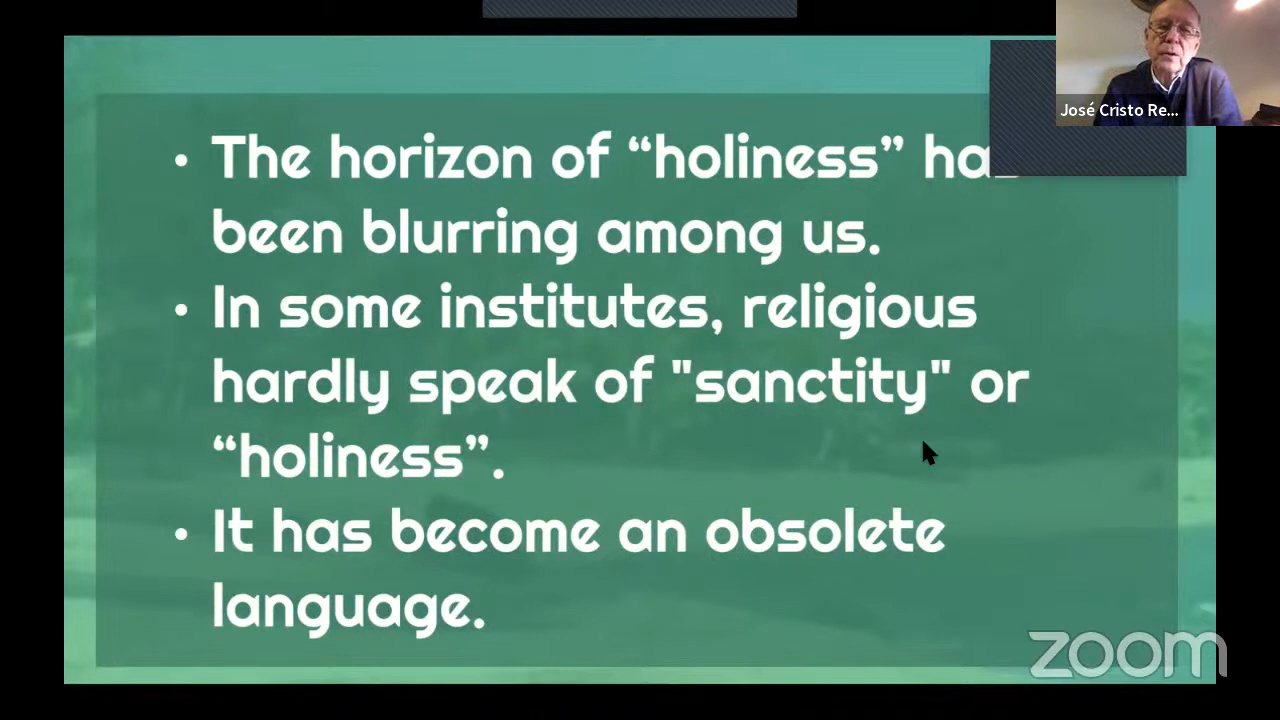 José Cristo Re...
• The horizon of “holiness” has
been blurring among us.
• In some institutes, religious
hardly speak of "sanctity" or
“holiness”.
• It has become an obsolete
language.
zoom